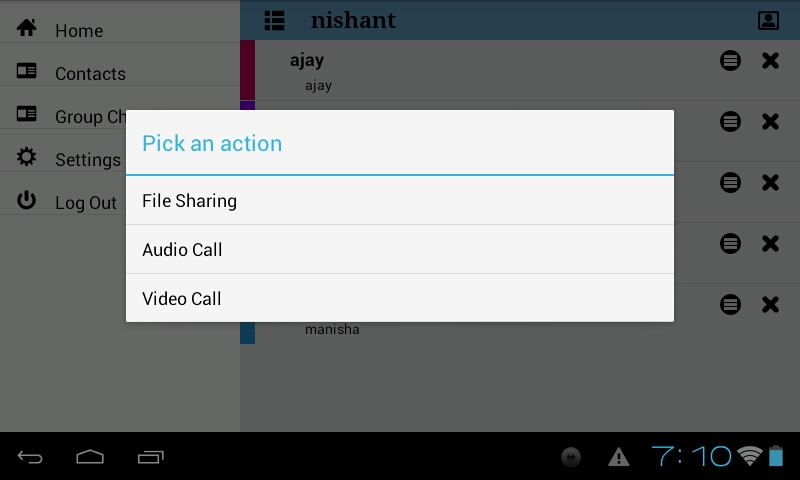 nishant
Home
Contacts
Group Ch
Settings
Log Out
ajay
ajay
Pick an action
File Sharing
Audio Call
Video Call
manisha
7:10